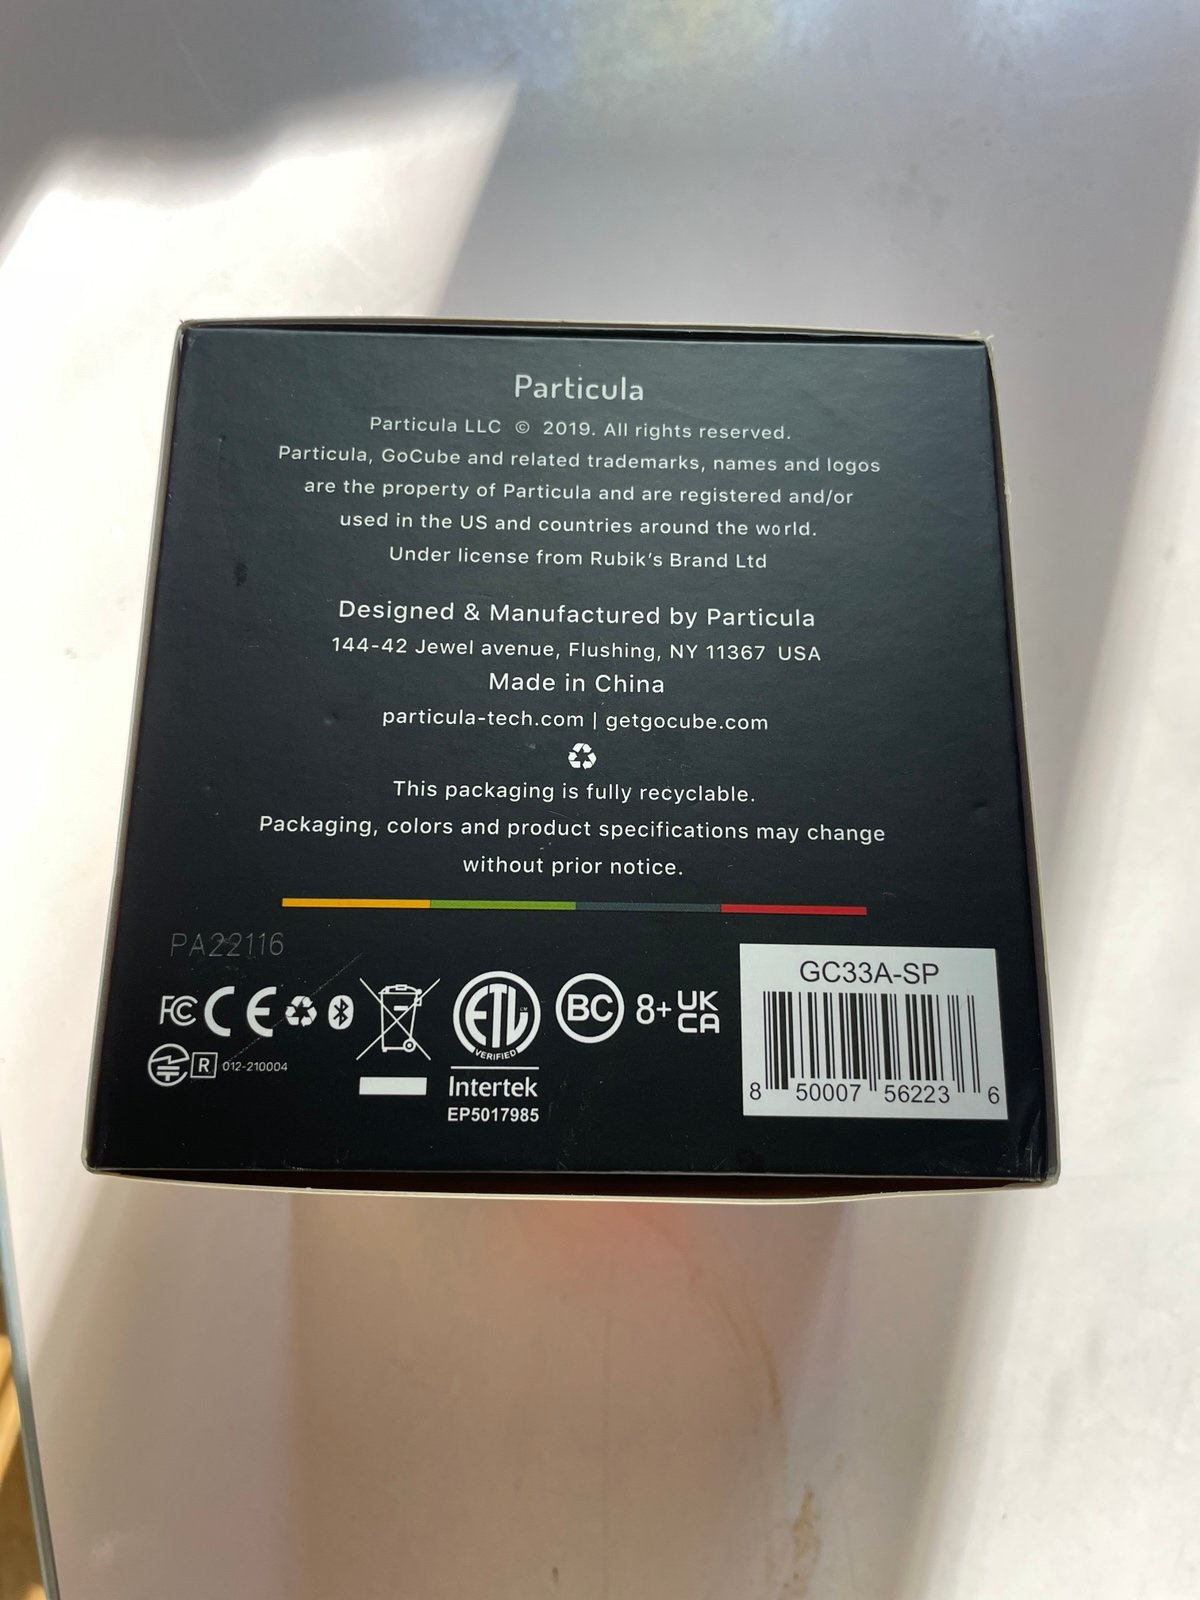 Particula
Particula LLC © 2019. All rights reserved.
Particula, GoCube and related trademarks, names and logos
are the property of Particula and are registered and/or
used in the US and countries around the world.
Under license from Rubik's Brand Ltd
Designed & Manufactured by Particula
144-42 Jewel avenue, Flushing, NY 11367 USA
Made in China
particula-tech.com | getgocube.com
This packaging is fully recyclable.
Packaging, colors and product specifications may change
without prior notice.
PA22116
GC33A-SP
FC CE ETL VERIFIED BC 8+ UK CA
R 012-210004
Intertek
EP5017985
8 50007 56223 6